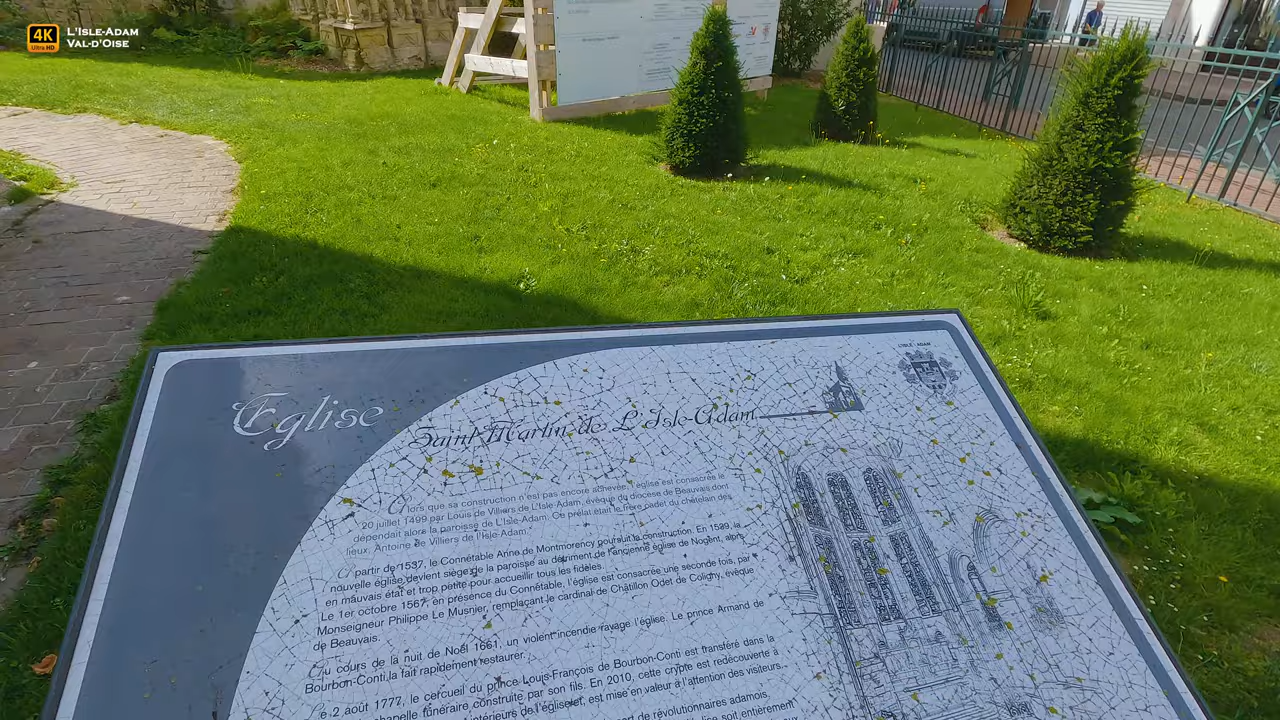 4K
Ultra HD
L'Isle-Adam
Val-d'Oise
L'ISLE ADAM
Eglise
Saint Martin de L'Isle-Adam
Alors que sa construction n'est pas encore achevée, l'église est consacrée le
20 juillet 1499 par Louis de Villiers de L'Isle Adam, évêque du diocèse de Beauvais dont
dependait alors la paroisse de L'Isle-Adam. Ce prélat était le frère cadet du châtelain des
lieux, Antoine de Villiers de l'Isle-Adam.
A partir de 1537, le Connétable Anne de Montmorency poursuit la construction. En 1539, la
nouvelle église devient siège de la paroisse au détriment de l'ancienne église de Nogent, alors
en mauvais état et trop petite pour accueillir tous les fidèles.
Le 1er octobre 1567, en présence du Connétable, l'église est consacrée une seconde fois, par
Monseigneur Philippe Le Musnier, remplaçant le cardinal de Châtillon Odet de Coligny, évêque
de Beauvais.
Au cours de la nuit de Noël 1661, un violent incendie ravage l'église. Le prince Armand de
Bourbon-Conti la fait rapidement restaurer.
Le 2 août 1777, le cercueil du prince Louis-François de Bourbon-Conti est transféré dans la
chapelle funéraire construite par son fils. En 2010, cette crypte est redécouverte à
intérieurs de l'église et est mise en valeur à l'attention des visiteurs.
de révolutionnaires adamois,
soit entièrement